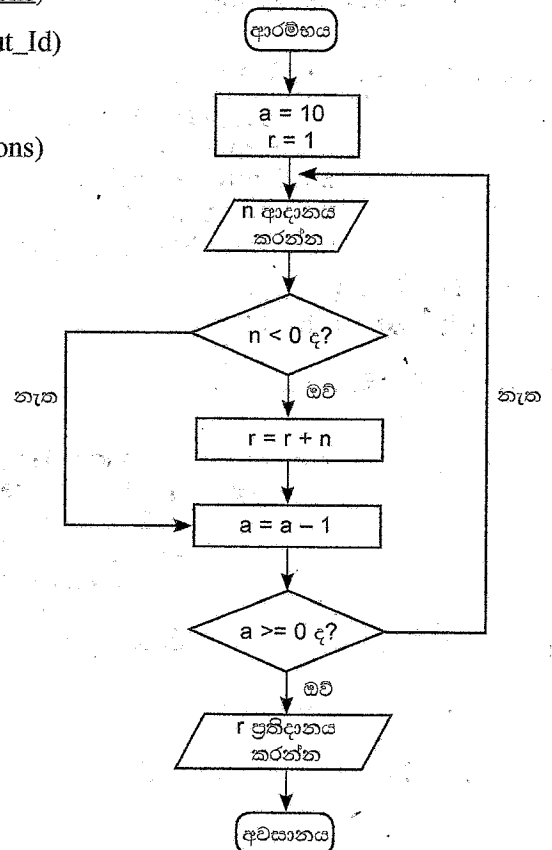 ut_Id)
ons)
ආරම්භය
a = 10
r = 1
n ආදානය
කරන්න
n < 0 ද?
නැත
ඔව්
නැත
r = r + n
a = a – 1
a >= 0 ද?
ඔව්
r ප්‍රතිදානය
කරන්න
අවසානය